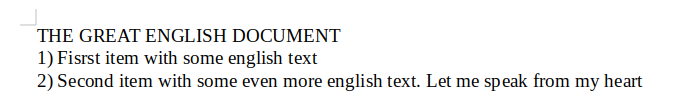 THE GREAT ENGLISH DOCUMENT
1) Fisrst item with some english text
2) Second item with some even more english text. Let me speak from my heart